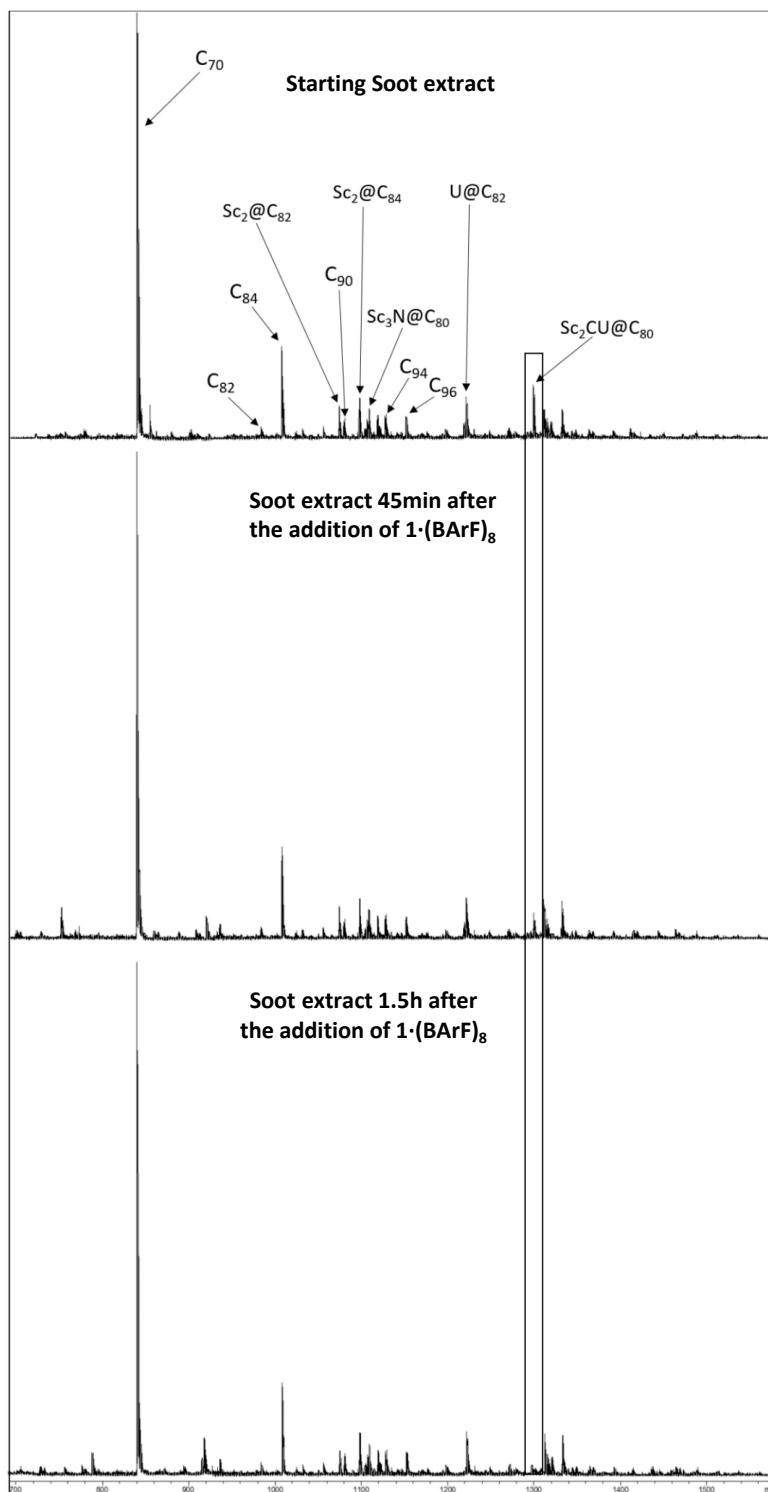 C₇₀
Starting Soot extract
Sc₂@C₈₂
Sc₂@C₈₄
U@C₈₂
C₉₀
C₈₄
Sc₃N@C₈₀
Sc₂CU@C₈₀
C₈₂
C₉₄
C₉₆
Soot extract 45min after
the addition of 1·(BArF)₈
Soot extract 1.5h after
the addition of 1·(BArF)₈
700 800 900 1000 1100 1200 1300 1400 1500